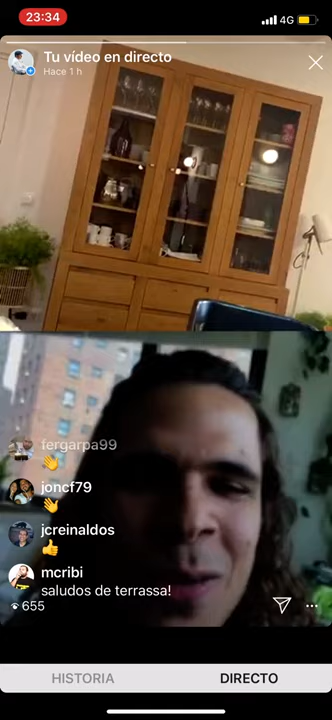 23:34
4G
Tu vídeo en directo
Hace 1 h
fergarpa99
👋
joncf79
👋
jcreinaldos
👍
mcribi
saludos de terrassa!
655
HISTORIA
DIRECTO